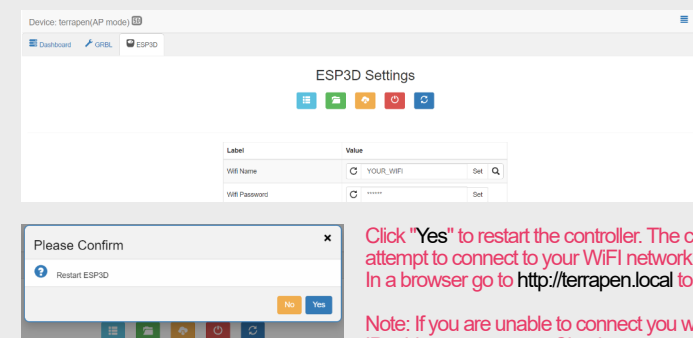 Device: terrapen(AP mode)
Dashboard GRBL ESP3D
ESP3D Settings
Label Value
Wifi Name YOUR_WIFI Set
Wifi Password ****** Set
Please Confirm ×
Restart ESP3D
No Yes
Click "Yes" to restart the controller. The
attempt to connect to your WiFI network
In a browser go to http://terrapen.local to
Note: If you are unable to connect you